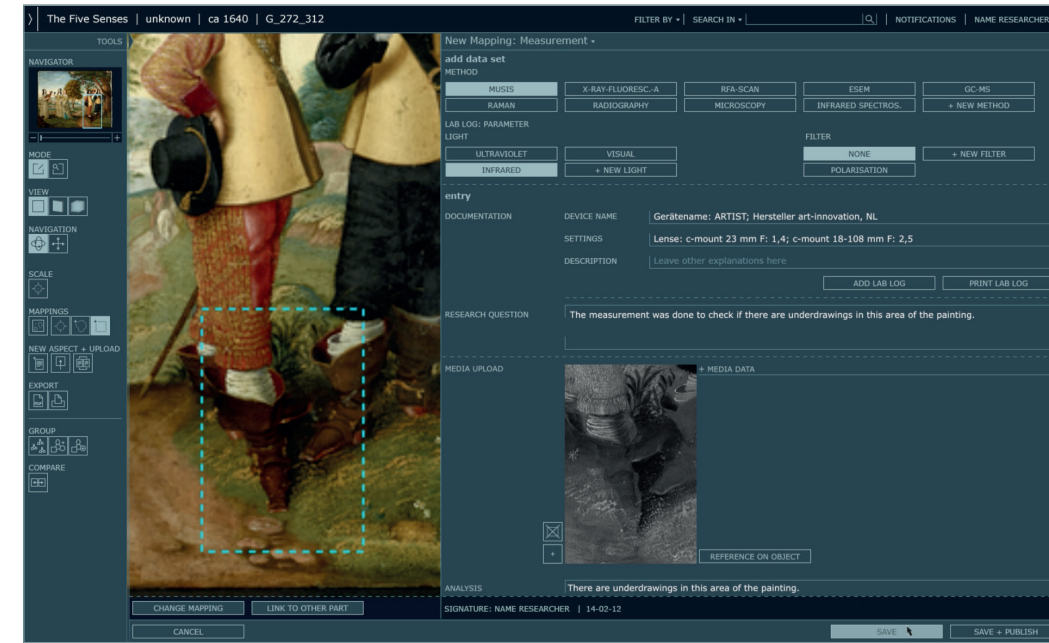 The Five Senses | unknown | ca 1640 | G_272_312
FILTER BY
SEARCH IN
NOTIFICATIONS | NAME RESEARCHER
TOOLS
NAVIGATOR
MODE
VIEW
NAVIGATION
SCALE
MAPPINGS
NEW ASPECT + UPLOAD
EXPORT
GROUP
COMPARE
CHANGE MAPPING
LINK TO OTHER PART
CANCEL
New Mapping: Measurement
add data set
METHOD
MUSIS
X-RAY-FLUORESC.-A
RFA-SCAN
ESEM
GC-MS
RAMAN
RADIOGRAPHY
MICROSCOPY
INFRARED SPECTROS.
+ NEW METHOD
LAB LOG: PARAMETER
LIGHT
FILTER
ULTRAVIOLET
VISUAL
NONE
+ NEW FILTER
INFRARED
+ NEW LIGHT
POLARISATION
entry
DOCUMENTATION
DEVICE NAME
Gerätename: ARTIST; Hersteller art-innovation, NL
SETTINGS
Lense: c-mount 23 mm F: 1,4; c-mount 18-108 mm F: 2,5
DESCRIPTION
Leave other explanations here
ADD LAB LOG
PRINT LAB LOG
RESEARCH QUESTION
The measurement was done to check if there are underdrawings in this area of the painting.
MEDIA UPLOAD
+ MEDIA DATA
REFERENCE ON OBJECT
ANALYSIS
There are underdrawings in this area of the painting.
SIGNATURE: NAME RESEARCHER | 14-02-12
SAVE
SAVE + PUBLISH